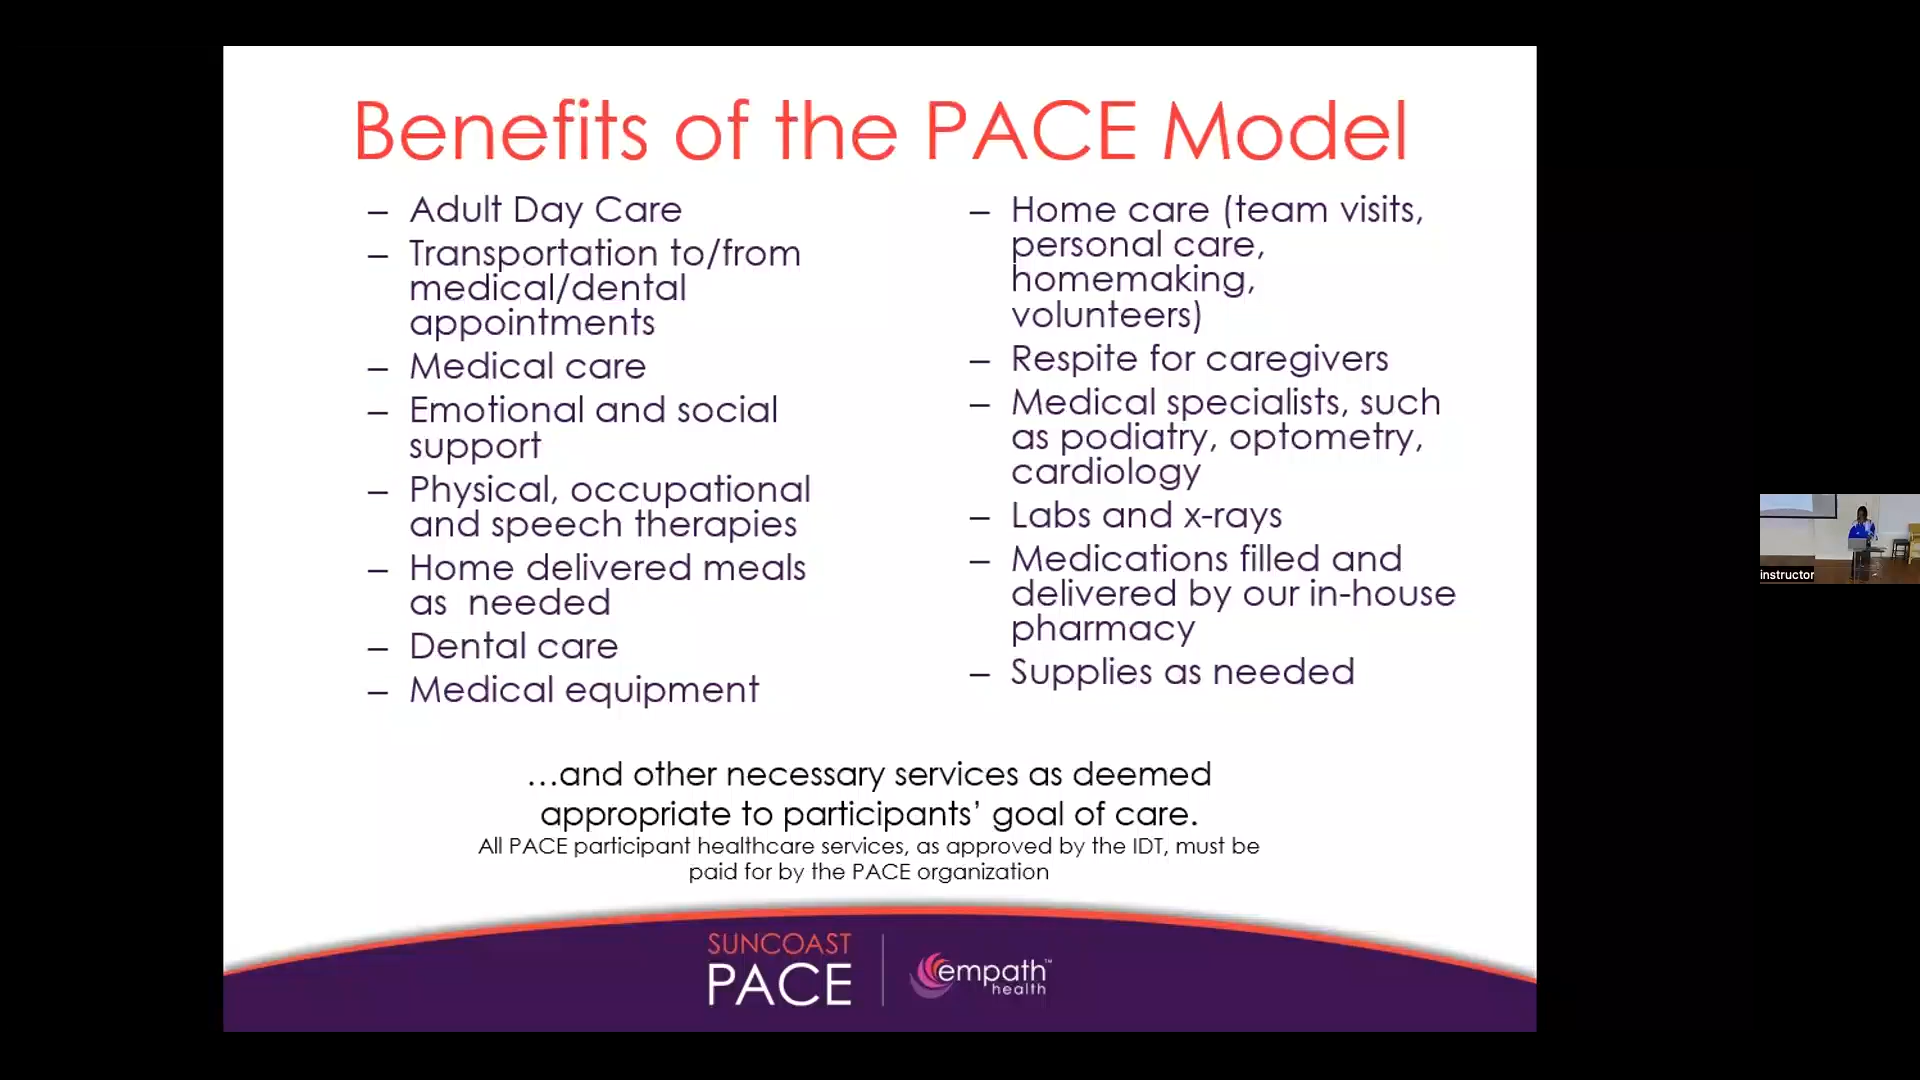 Benefits of the PACE Model
– Adult Day Care
– Transportation to/from
medical/dental
appointments
– Medical care
– Emotional and social
support
– Physical, occupational
and speech therapies
– Home delivered meals
as  needed
– Dental care
– Medical equipment
– Home care (team visits,
personal care,
homemaking,
volunteers)
– Respite for caregivers
– Medical specialists, such
as podiatry, optometry,
cardiology
– Labs and x-rays
– Medications filled and
delivered by our in-house
pharmacy
– Supplies as needed
…and other necessary services as deemed
appropriate to participants’ goal of care.
All PACE participant healthcare services, as approved by the IDT, must be
paid for by the PACE organization
SUNCOAST
PACE
empath™
health
instructor